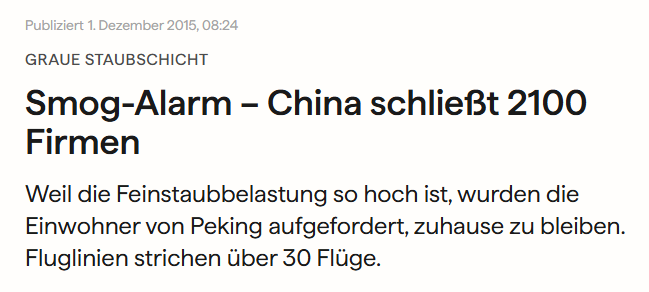 Publiziert 1. Dezember 2015, 08:24
GRAUE STAUBSCHICHT
Smog-Alarm – China schließt 2100
Firmen
Weil die Feinstaubbelastung so hoch ist, wurden die
Einwohner von Peking aufgefordert, zuhause zu bleiben.
Fluglinien strichen über 30 Flüge.